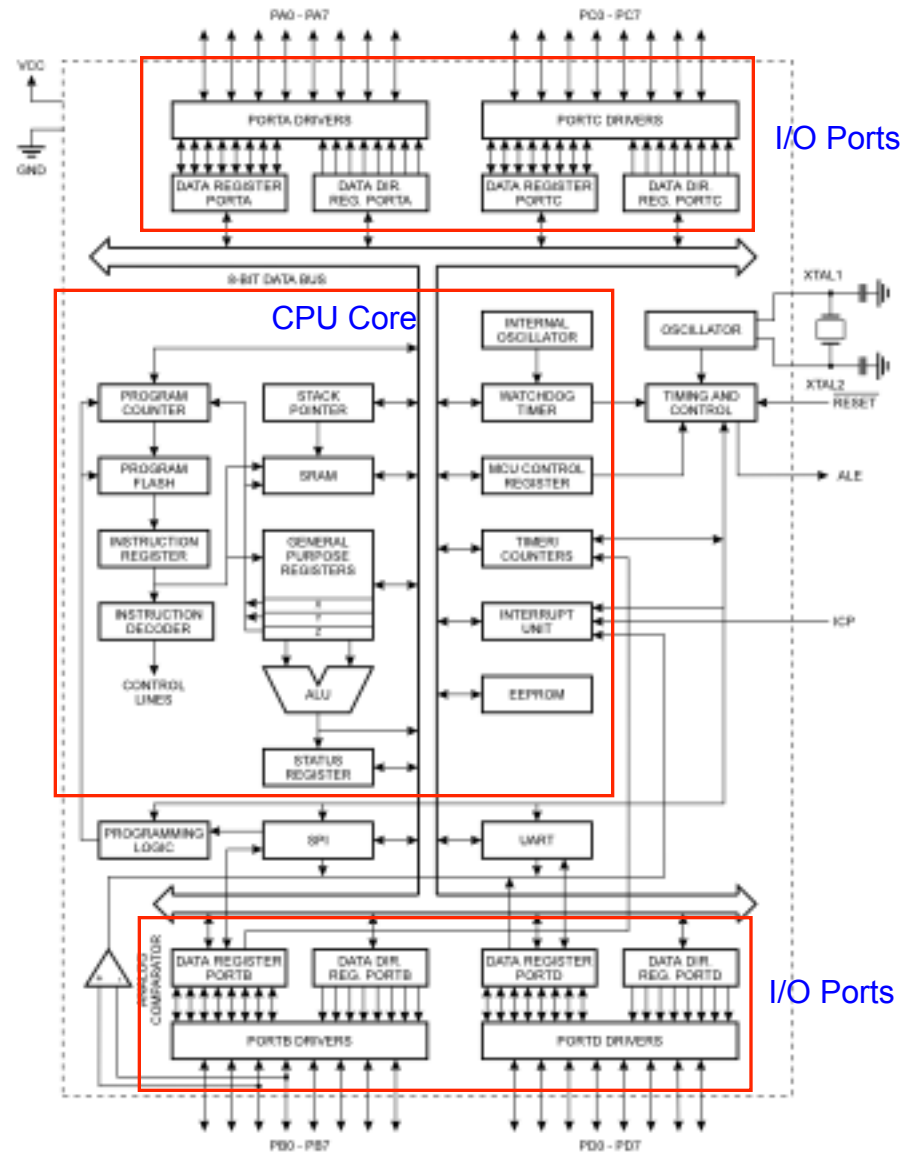 PA0 - PA7
PC0 - PC7
VCC
GND
PORTA DRIVERS
PORTC DRIVERS
I/O Ports
DATA REGISTER
PORTA
DATA DIR.
REG. PORTA
DATA REGISTER
PORTC
DATA DIR.
REG. PORTC
8-BIT DATA BUS
XTAL1
CPU Core
INTERNAL
OSCILLATOR
OSCILLATOR
XTAL2
PROGRAM
COUNTER
STACK
POINTER
WATCHDOG
TIMER
TIMING AND
CONTROL
RESET
PROGRAM
FLASH
SRAM
MCU CONTROL
REGISTER
ALE
INSTRUCTION
REGISTER
GENERAL
PURPOSE
REGISTERS
X
Y
Z
TIMER/
COUNTERS
INSTRUCTION
DECODER
INTERRUPT
UNIT
ICP
CONTROL
LINES
ALU
EEPROM
STATUS
REGISTER
PROGRAMMING
LOGIC
SPI
UART
ANALOG
COMPARATOR
+
-
DATA REGISTER
PORTB
DATA DIR.
REG. PORTB
DATA REGISTER
PORTD
DATA DIR.
REG. PORTD
I/O Ports
PORTB DRIVERS
PORTD DRIVERS
PB0 - PB7
PD0 - PD7